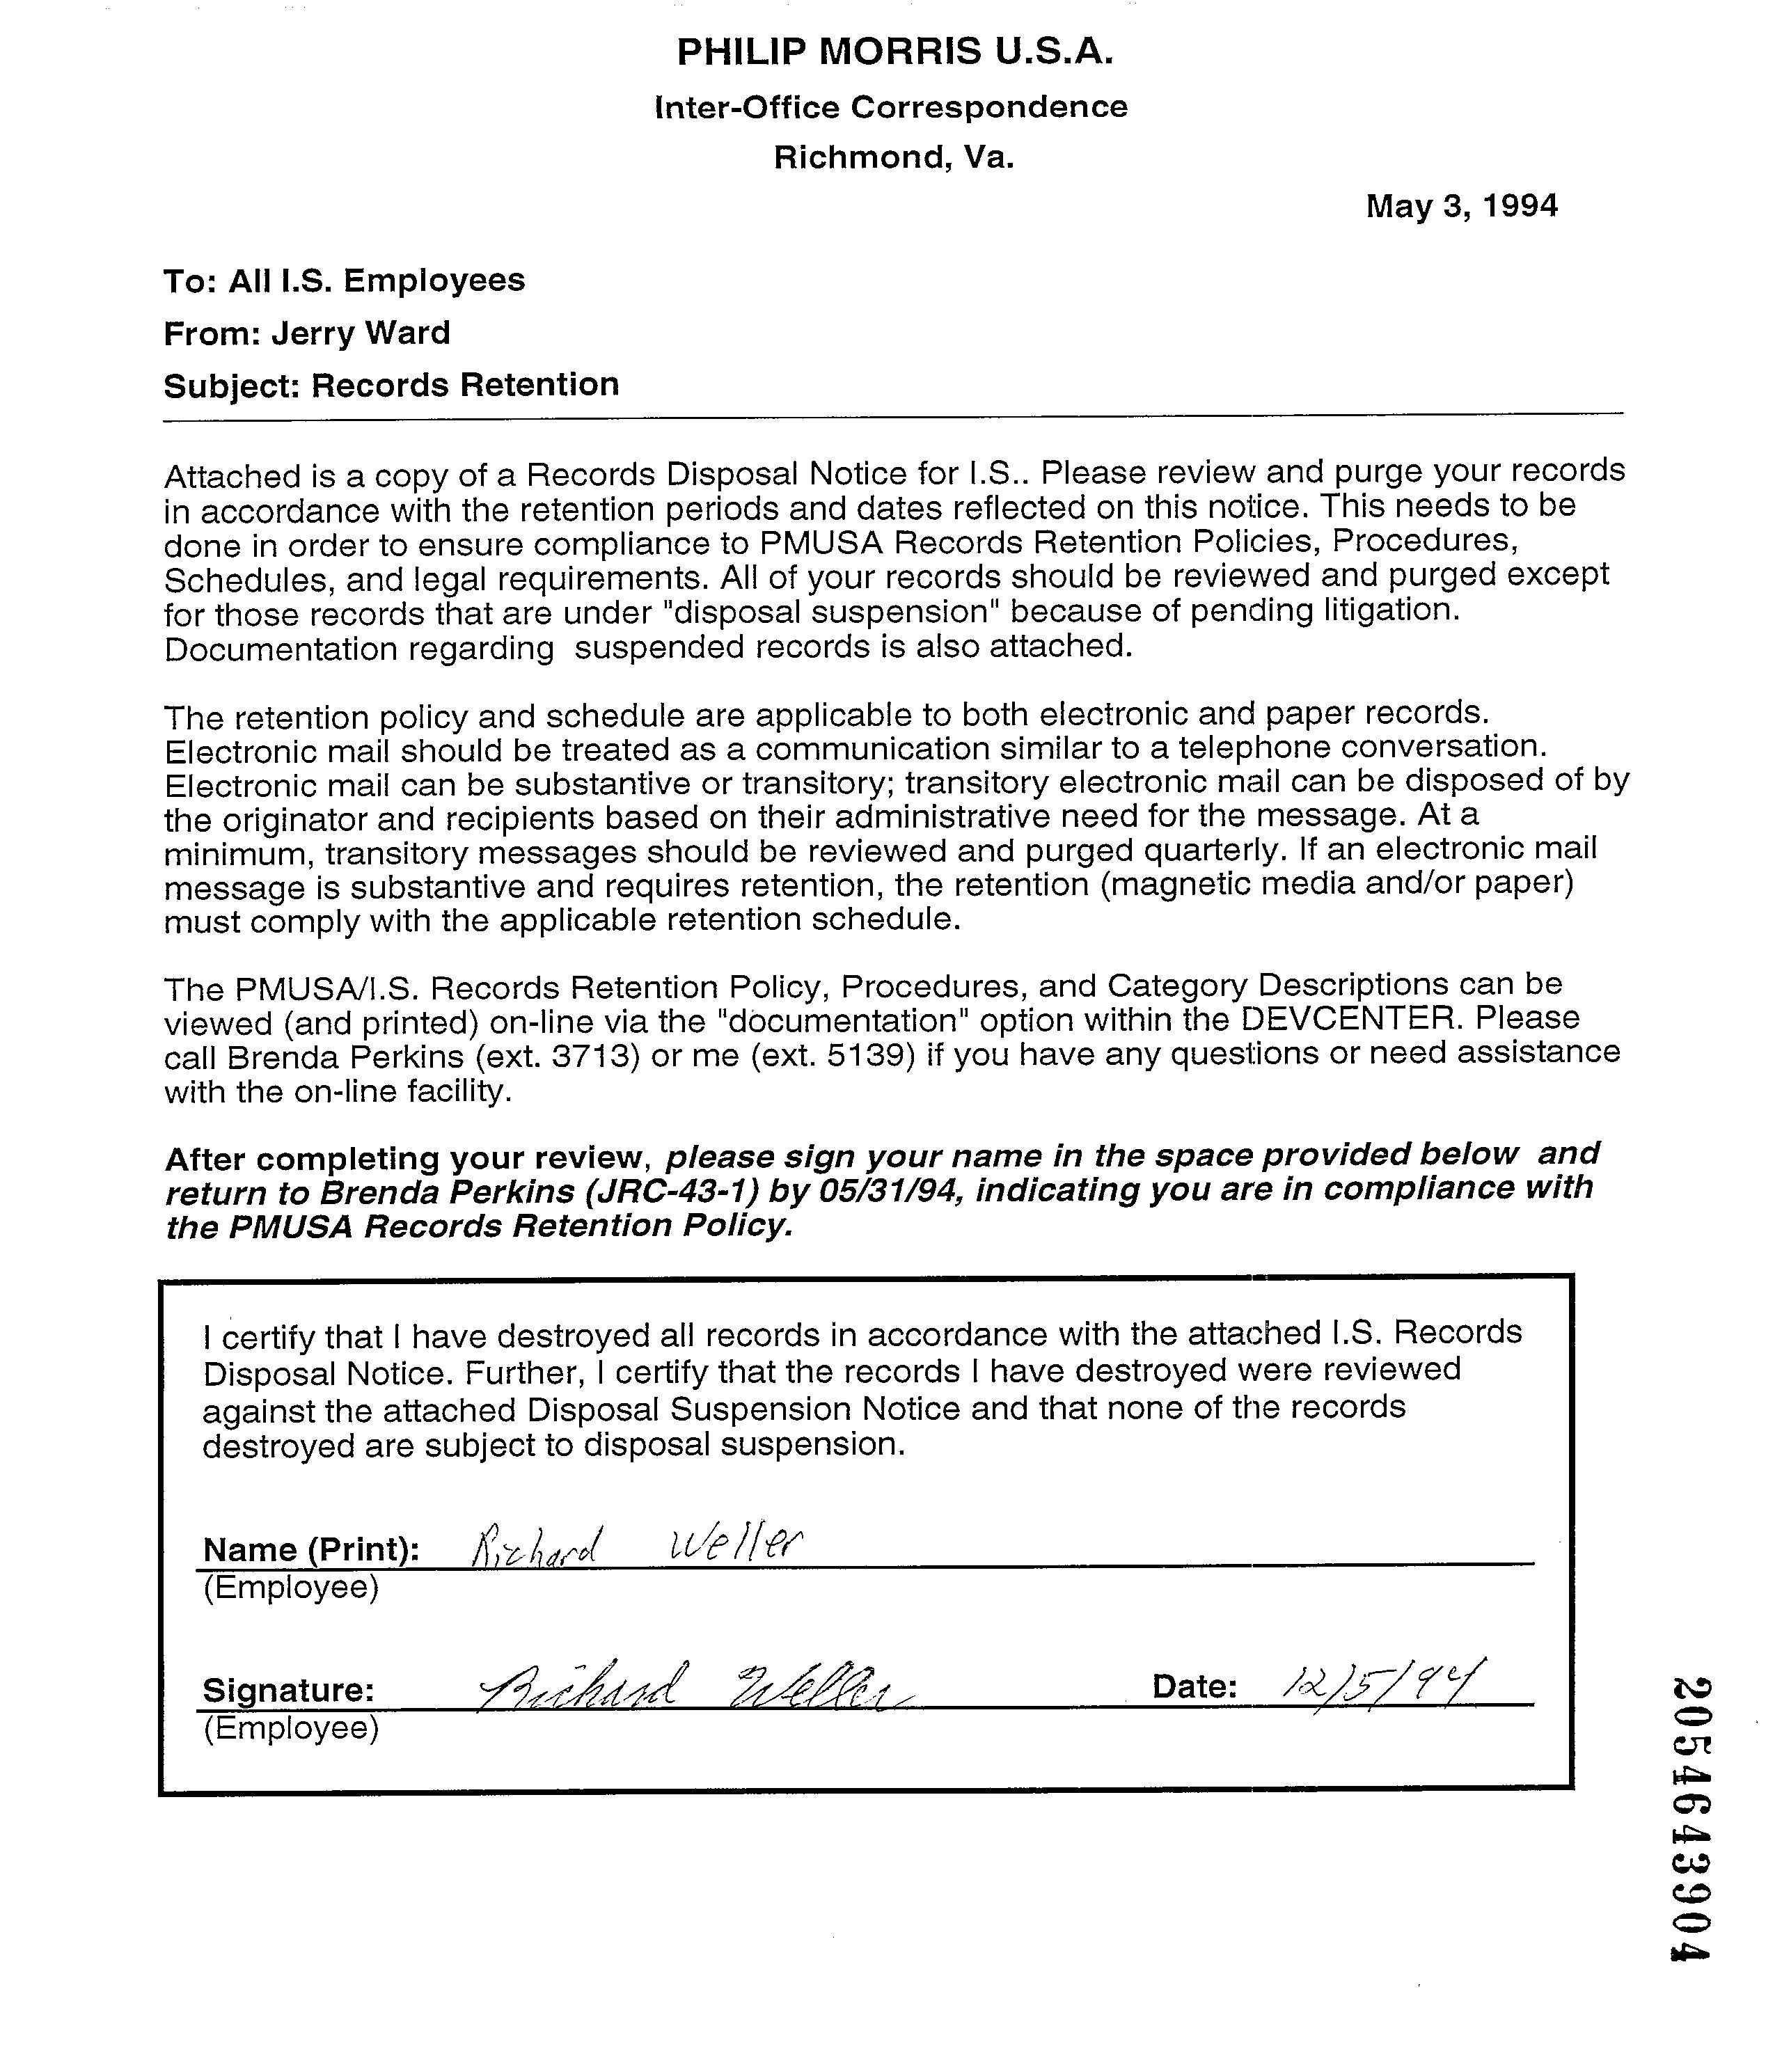 PHILIP MORRIS U.S.A.
Inter-Office Correspondence
Richmond, Va.
May 3, 1994
To: All I.S. Employees
From: Jerry Ward
Subject: Records Retention
Attached is a copy of a Records Disposal Notice for I.S.. Please review and purge your records
in accordance with the retention periods and dates reflected on this notice. This needs to be
done in order to ensure compliance to PMUSA Records Retention Policies, Procedures,
Schedules, and legal requirements. All of your records should be reviewed and purged except
for those records that are under "disposal suspension" because of pending litigation.
Documentation regarding suspended records is also attached.
The retention policy and schedule are applicable to both electronic and paper records.
Electronic mail should be treated as a communication similar to a telephone conversation.
Electronic mail can be substantive or transitory; transitory electronic mail can be disposed of by
the originator and recipients based on their administrative need for the message. At a
minimum, transitory messages should be reviewed and purged quarterly. If an electronic mail
message is substantive and requires retention, the retention (magnetic media and/or paper)
must comply with the applicable retention schedule.
The PMUSA/I.S. Records Retention Policy, Procedures, and Category Descriptions can be
viewed (and printed) on-line via the "documentation" option within the DEVCENTER. Please
call Brenda Perkins (ext. 3713) or me (ext. 5139) if you have any questions or need assistance
with the on-line facility.
After completing your review, please sign your name in the space provided below and
return to Brenda Perkins (JRC-43-1) by 05/31/94, indicating you are in compliance with
the PMUSA Records Retention Policy.
I certify that I have destroyed all records in accordance with the attached I.S. Records
Disposal Notice. Further, I certify that the records I have destroyed were reviewed
against the attached Disposal Suspension Notice and that none of the records
destroyed are subject to disposal suspension.
Name (Print): Richard Weller
(Employee)
Signature: Richard Weller Date: 12/5/94
(Employee)
2054643904